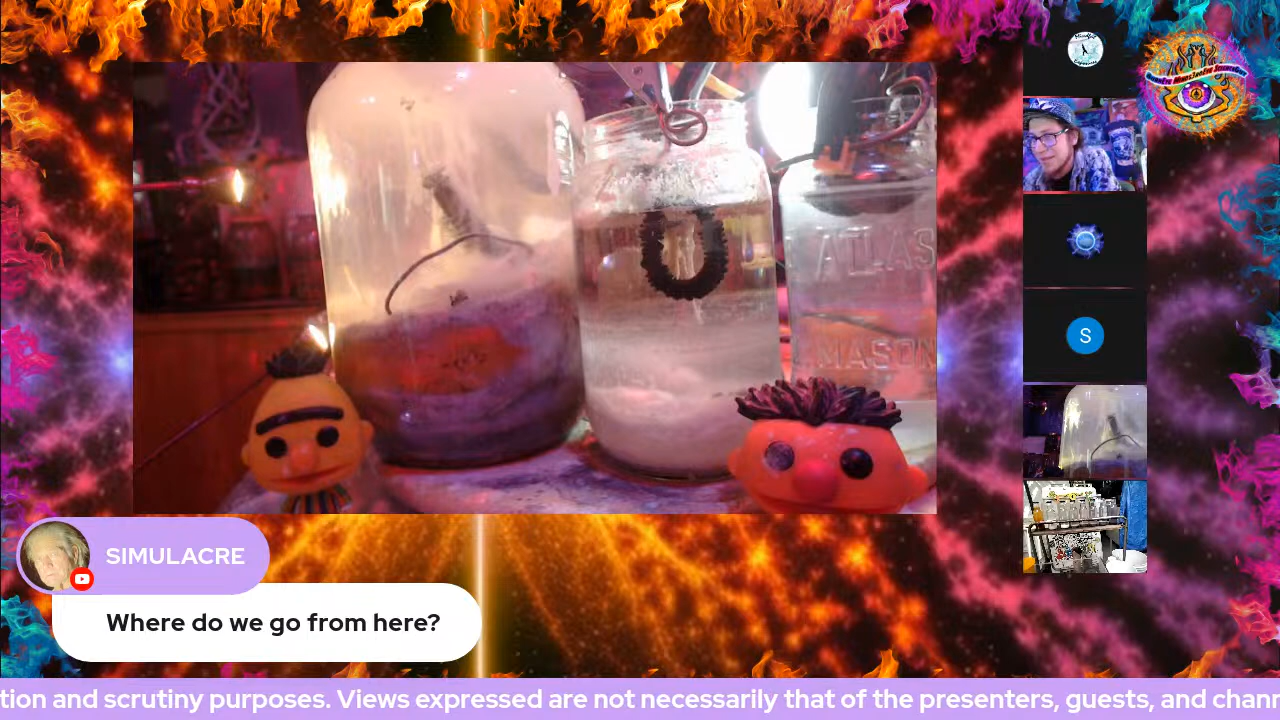 ATLAS
MASON
S
SIMULACRE
Where do we go from here?
tion and scrutiny purposes. Views expressed are not necessarily that of the presenters, guests, and chann